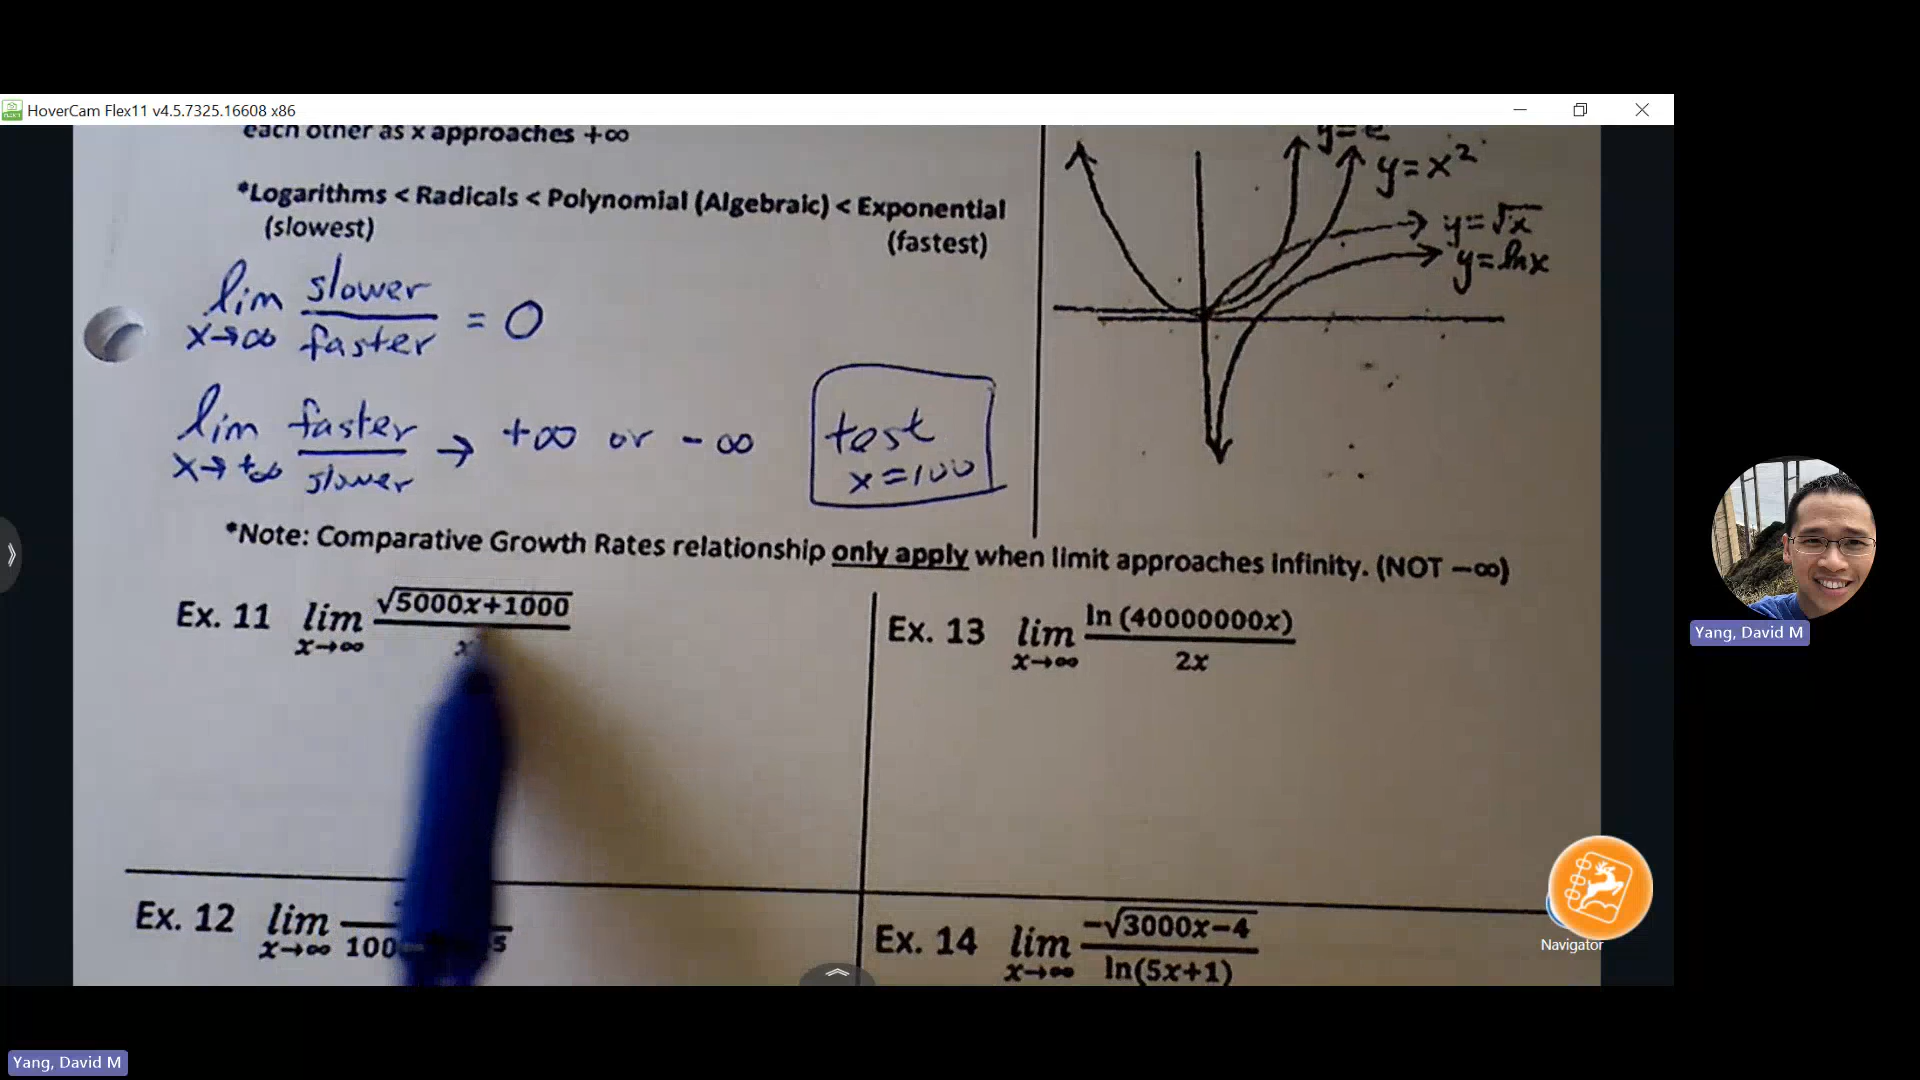 HoverCam Flex11 v4.5.7325.16608 x86
each other as x approaches +∞
*Logarithms < Radicals < Polynomial (Algebraic) < Exponential
(slowest) (fastest)
lim x→∞ slower/faster = 0
lim x→+∞ faster/slower → +∞ or -∞
test
x=100
y=e
y=x²
y=√x
y=lnx
*Note: Comparative Growth Rates relationship only apply when limit approaches infinity. (NOT −∞)
Ex. 11 lim x→∞ √5000x+1000 / x
Ex. 13 lim x→∞ ln (40000000x) / 2x
Ex. 12 lim x→∞ 100 5
Ex. 14 lim x→∞ −√3000x−4 / ln(5x+1)
Navigator
Yang, David M
Yang, David M